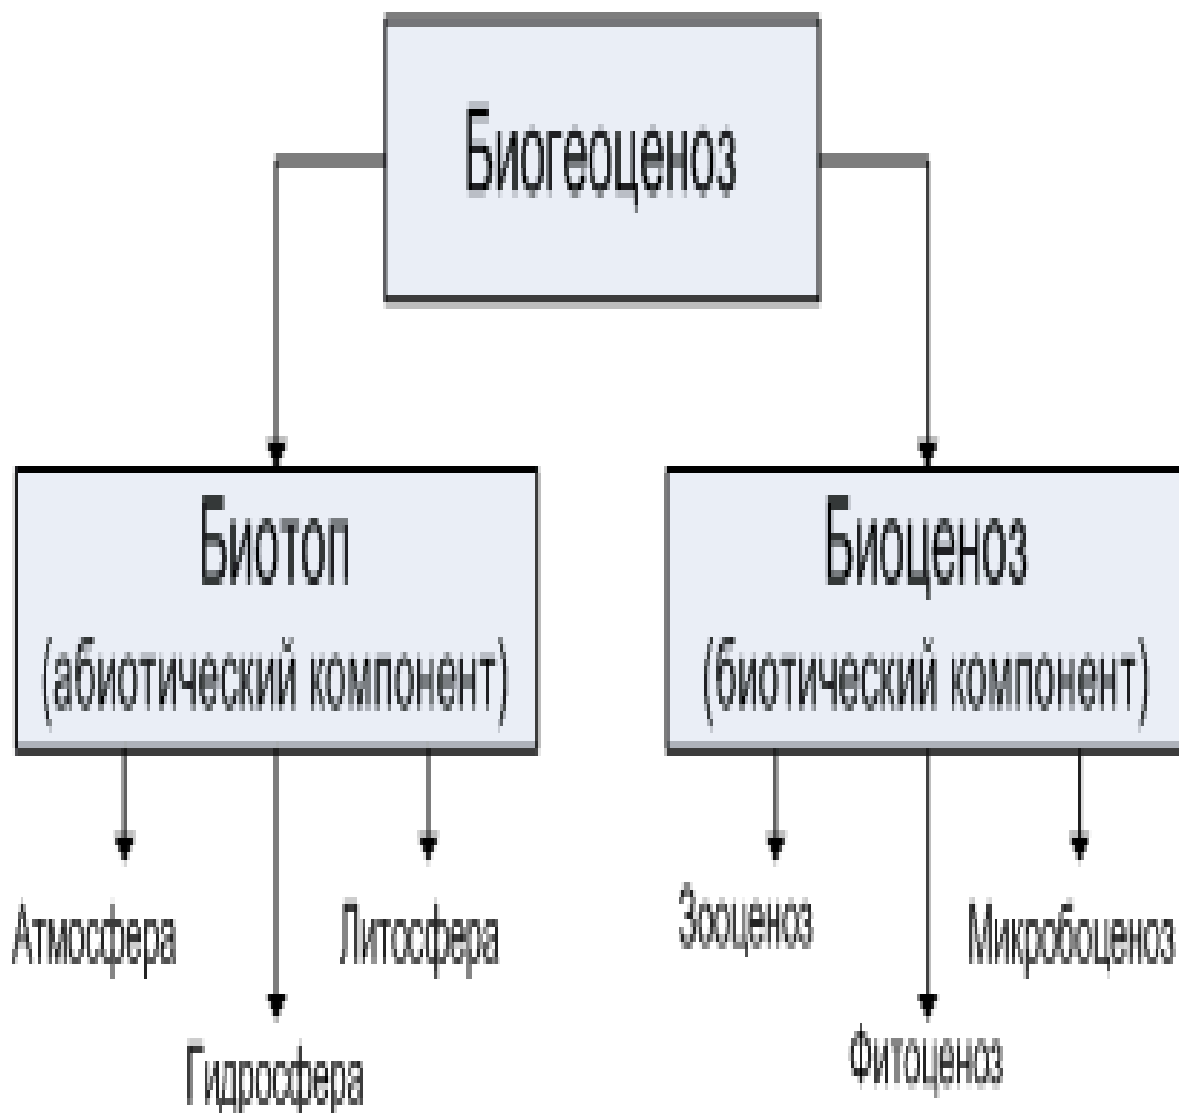 Биогеоценоз
Биотоп
(абиотический компонент)
Биоценоз
(биотический компонент)
Атмосфера
Литосфера
Гидросфера
Зооценоз
Микробоценоз
Фитоценоз